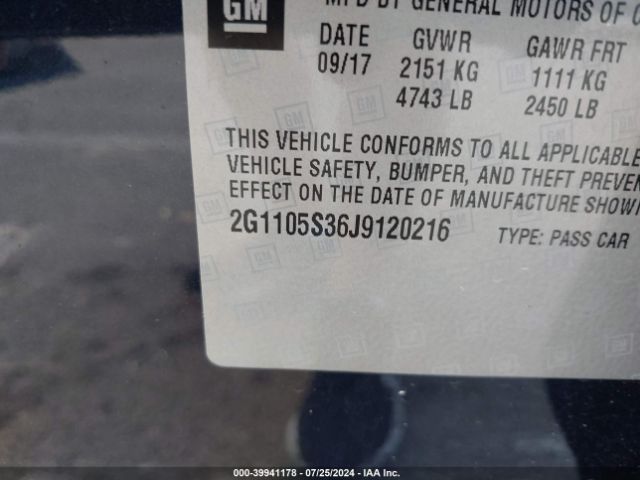 GM
MFD BY GENERAL MOTORS OF
DATE GVWR GAWR FRT
09/17 2151 KG 1111 KG
4743 LB 2450 LB
THIS VEHICLE CONFORMS TO ALL APPLICABLE
VEHICLE SAFETY, BUMPER, AND THEFT PREVEN
EFFECT ON THE DATE OF MANUFACTURE SHOWN
2G1105S36J9120216 TYPE: PASS CAR
2000-39941178 - 07/25/2024 - IAA Inc.